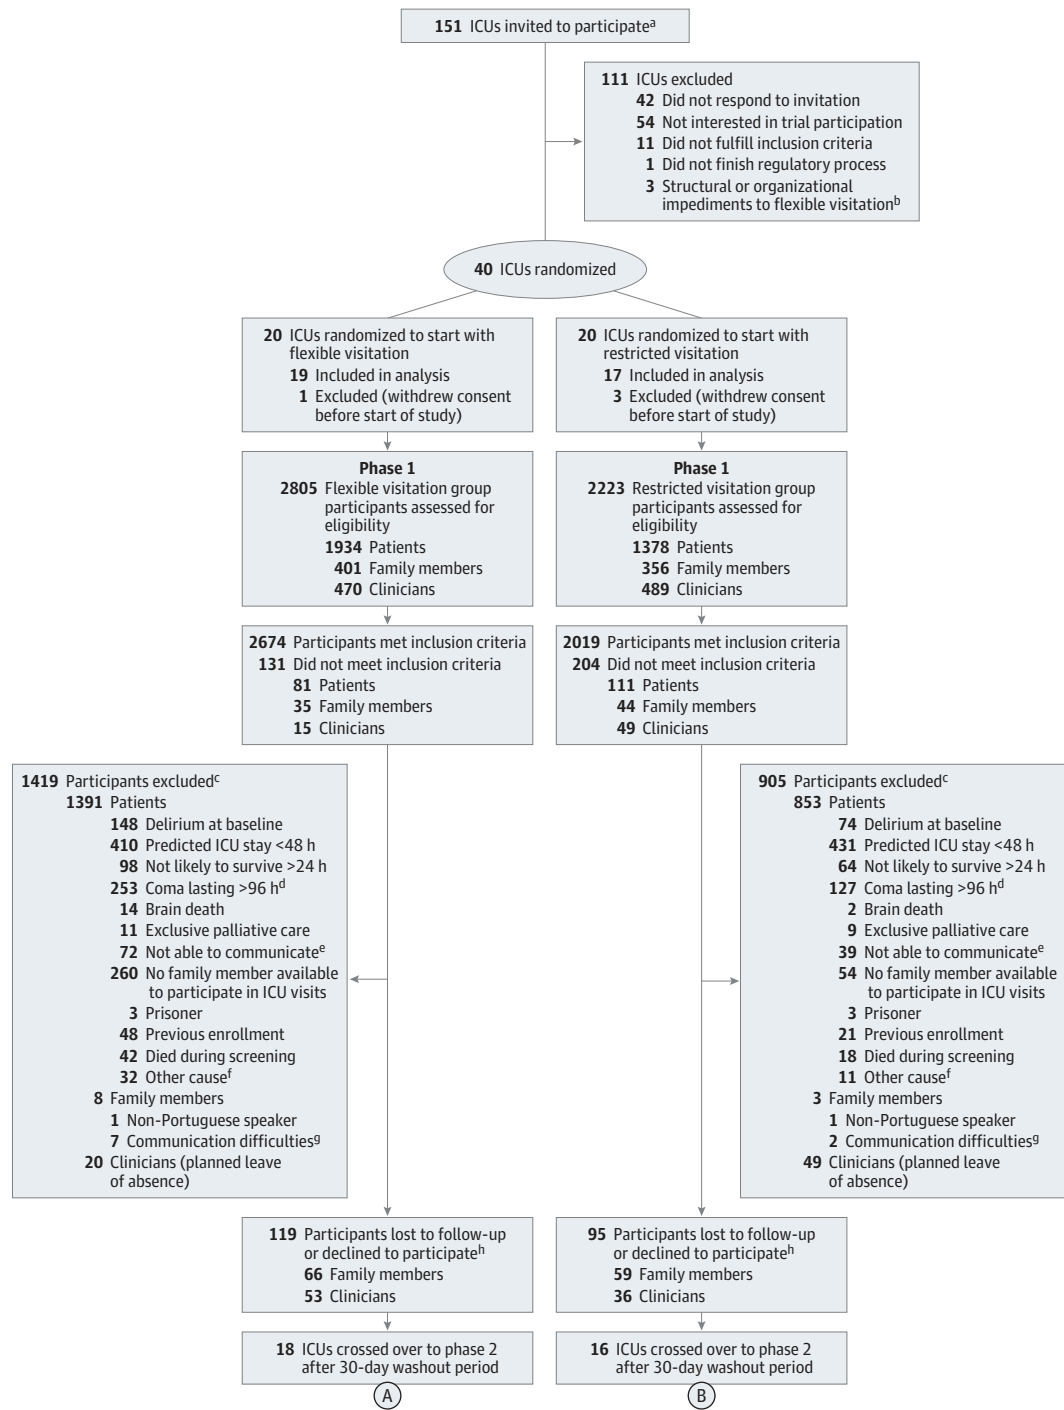 151 ICUs invited to participateᵃ
111 ICUs excluded
42 Did not respond to invitation
54 Not interested in trial participation
11 Did not fulfill inclusion criteria
1 Did not finish regulatory process
3 Structural or organizational
impediments to flexible visitationᵇ
40 ICUs randomized
20 ICUs randomized to start with
flexible visitation
19 Included in analysis
1 Excluded (withdrew consent
before start of study)
20 ICUs randomized to start with
restricted visitation
17 Included in analysis
3 Excluded (withdrew consent
before start of study)
Phase 1
2805 Flexible visitation group
participants assessed for
eligibility
1934 Patients
401 Family members
470 Clinicians
Phase 1
2223 Restricted visitation group
participants assessed for
eligibility
1378 Patients
356 Family members
489 Clinicians
2674 Participants met inclusion criteria
131 Did not meet inclusion criteria
81 Patients
35 Family members
15 Clinicians
2019 Participants met inclusion criteria
204 Did not meet inclusion criteria
111 Patients
44 Family members
49 Clinicians
1419 Participants excludedᶜ
1391 Patients
148 Delirium at baseline
410 Predicted ICU stay <48 h
98 Not likely to survive >24 h
253 Coma lasting >96 hᵈ
14 Brain death
11 Exclusive palliative care
72 Not able to communicateᵉ
260 No family member available
to participate in ICU visits
3 Prisoner
48 Previous enrollment
42 Died during screening
32 Other causeᶠ
8 Family members
1 Non-Portuguese speaker
7 Communication difficultiesᵍ
20 Clinicians (planned leave
of absence)
905 Participants excludedᶜ
853 Patients
74 Delirium at baseline
431 Predicted ICU stay <48 h
64 Not likely to survive >24 h
127 Coma lasting >96 hᵈ
2 Brain death
9 Exclusive palliative care
39 Not able to communicateᵉ
54 No family member available
to participate in ICU visits
3 Prisoner
21 Previous enrollment
18 Died during screening
11 Other causeᶠ
3 Family members
1 Non-Portuguese speaker
2 Communication difficultiesᵍ
49 Clinicians (planned leave
of absence)
119 Participants lost to follow-up
or declined to participateʰ
66 Family members
53 Clinicians
95 Participants lost to follow-up
or declined to participateʰ
59 Family members
36 Clinicians
18 ICUs crossed over to phase 2
after 30-day washout period
A
16 ICUs crossed over to phase 2
after 30-day washout period
B